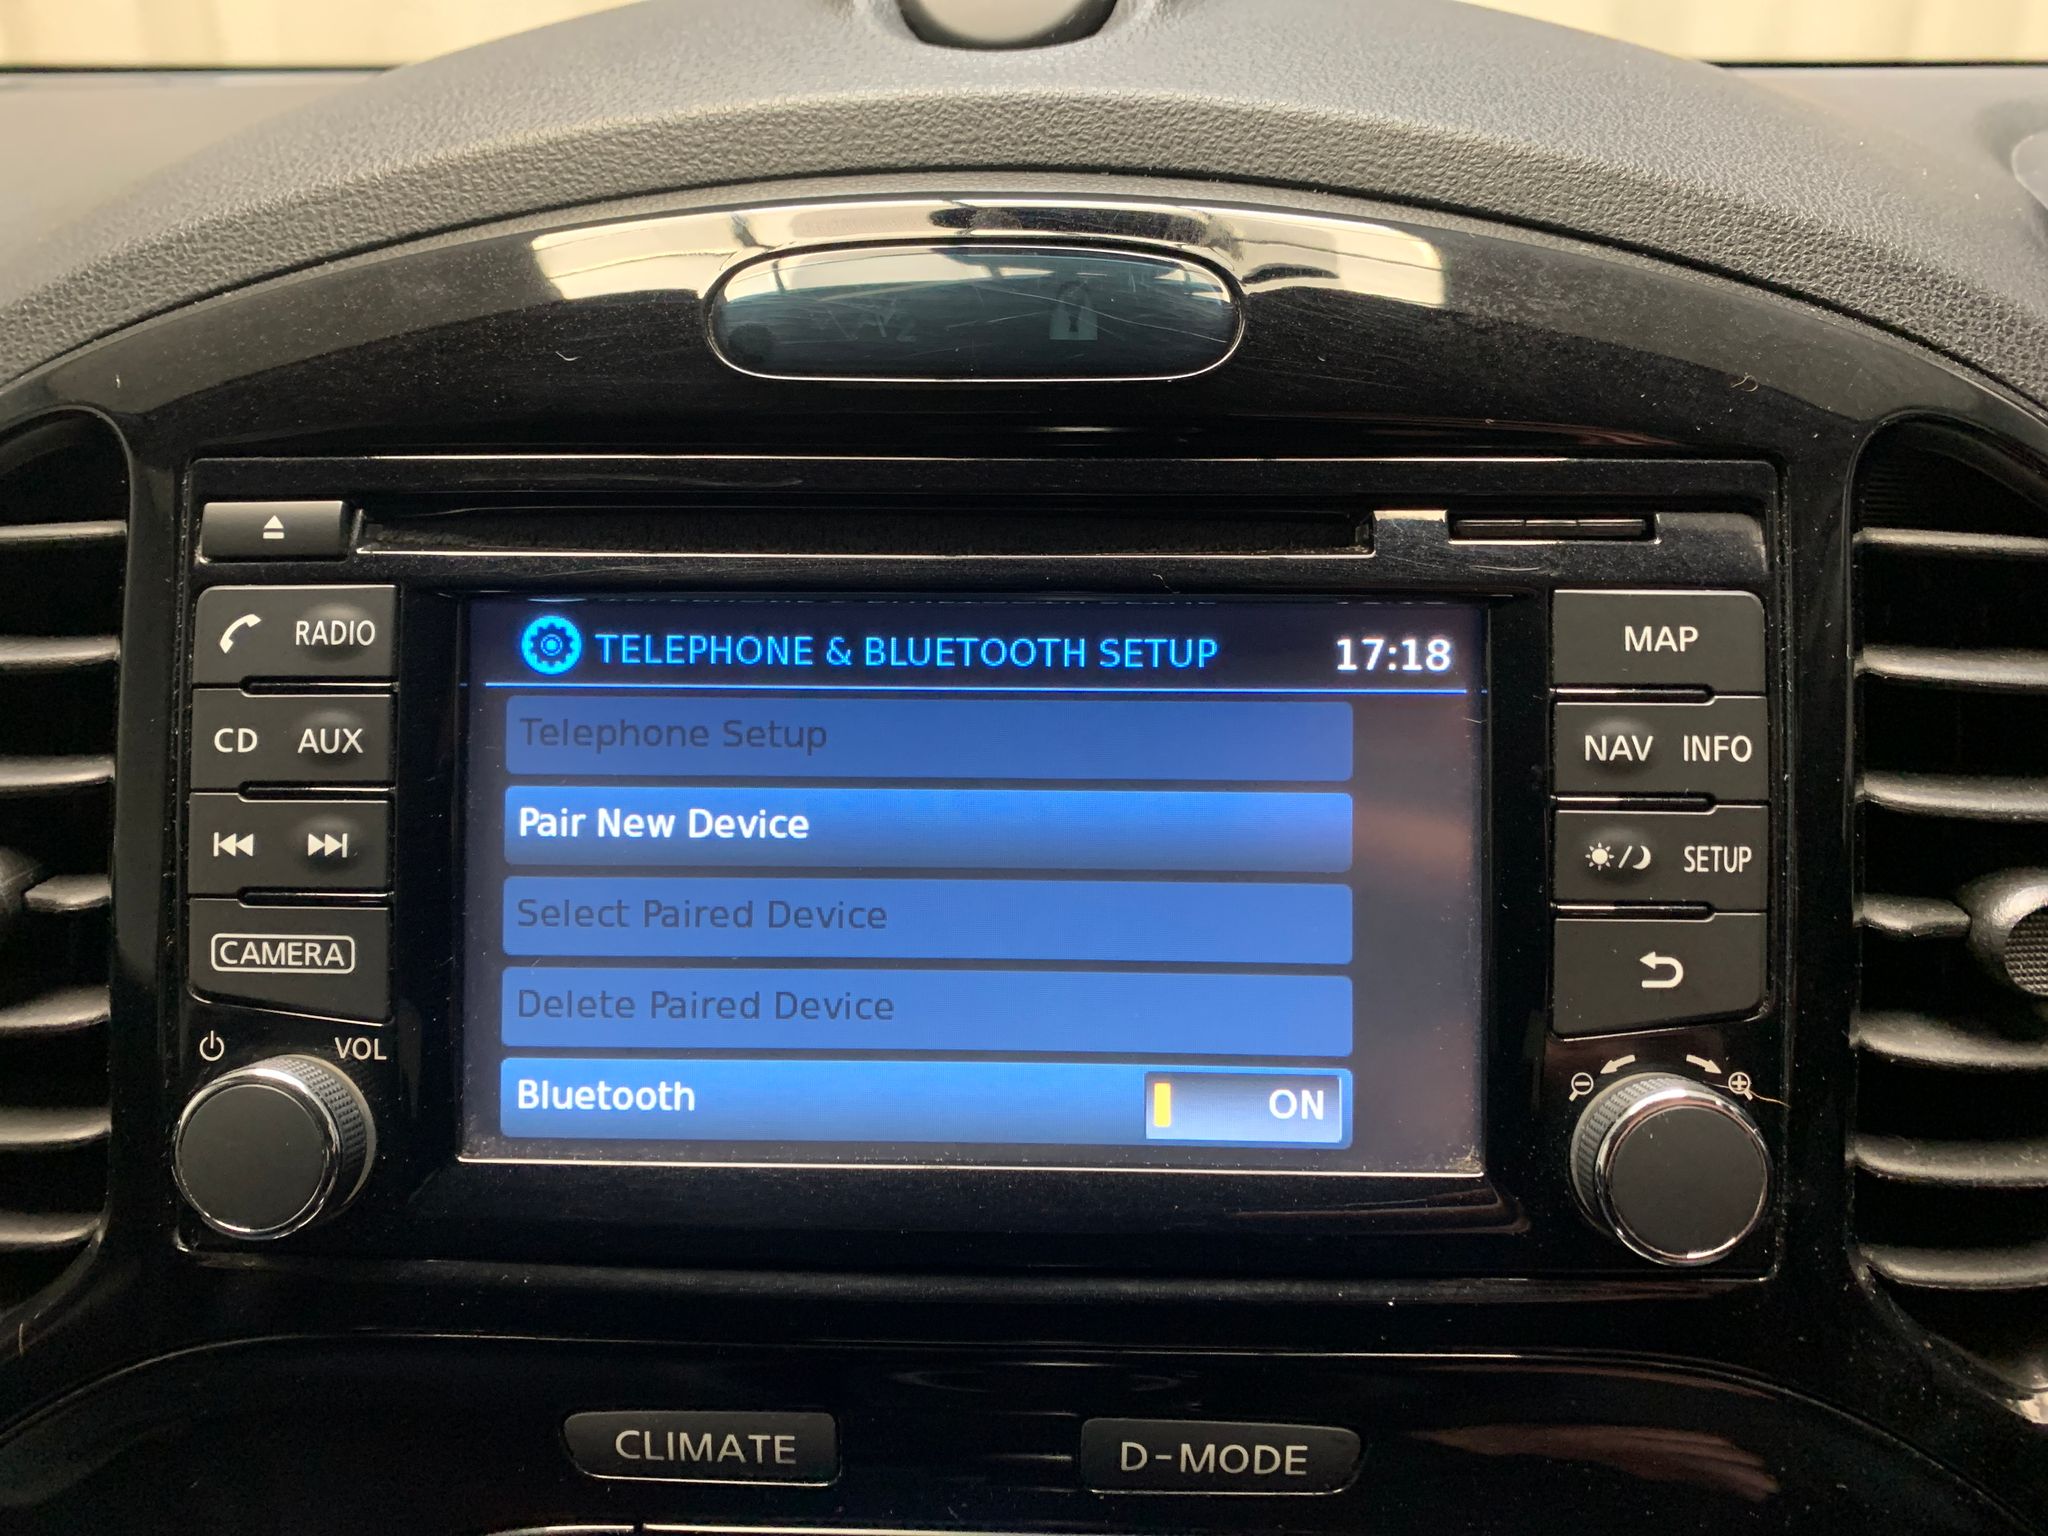 RADIO
CD AUX
CAMERA
VOL
TELEPHONE & BLUETOOTH SETUP 17:18
Telephone Setup
Pair New Device
Select Paired Device
Delete Paired Device
Bluetooth ON
MAP
NAV INFO
SETUP
CLIMATE D-MODE